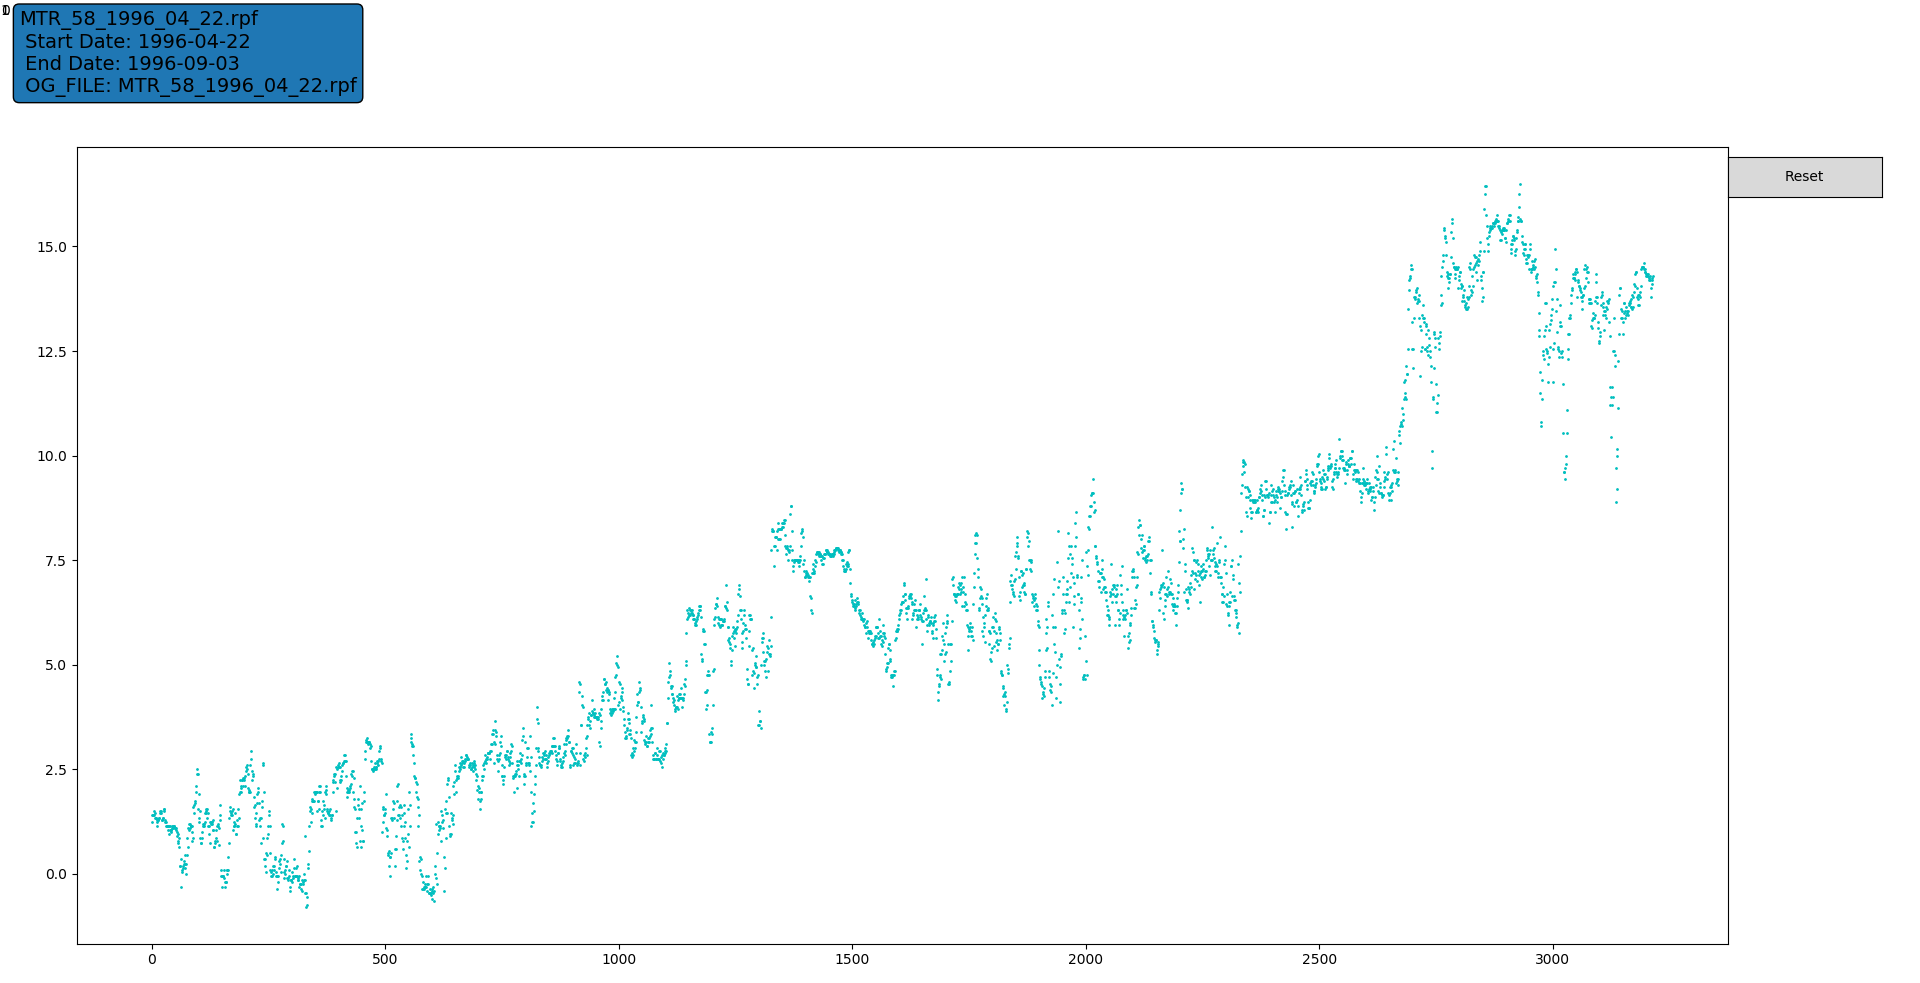 MTR_58_1996_04_22.rpf
Start Date: 1996-04-22
End Date: 1996-09-03
OG_FILE: MTR_58_1996_04_22.rpf
Reset
15.0
12.5
10.0
7.5
5.0
2.5
0.0
0 500 1000 1500 2000 2500 3000